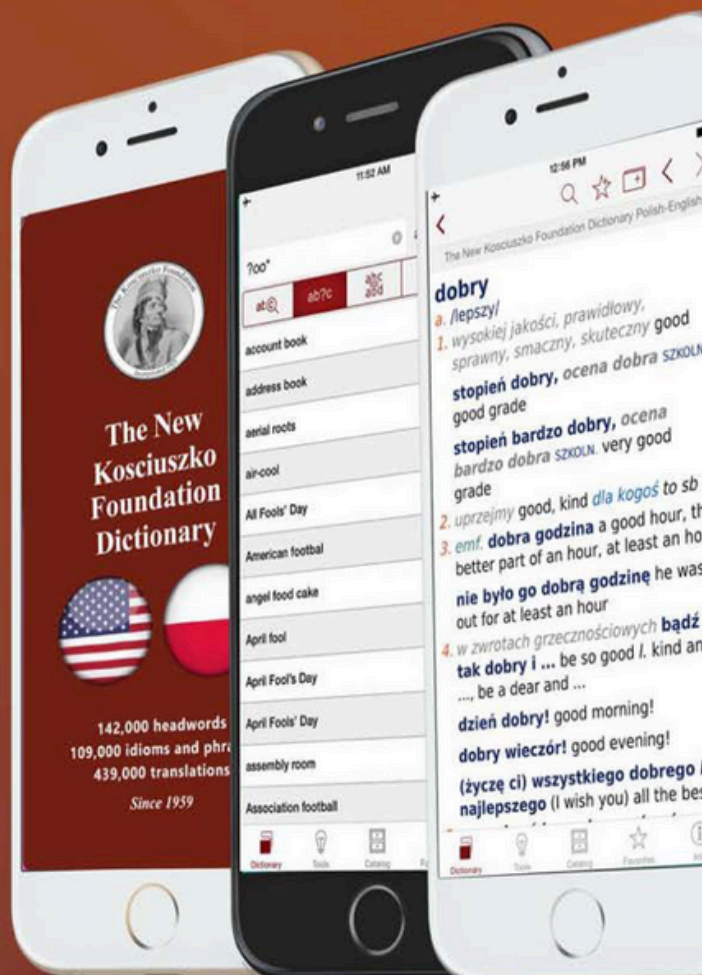 The Kosciuszko Foundation
The New
Kosciuszko
Foundation
Dictionary
142,000 headwords
109,000 idioms and phra
439,000 translations
Since 1959
11:52 AM
?oo*
ab?c
abc
abd
account book
address book
aerial roots
air-cool
All Fools' Day
American footbal
angel food cake
April fool
April Fool's Day
April Fools' Day
assembly room
Association football
Dictionary
Tools
Catalog
12:56 PM
The New Kosciuszko Foundation Dictionary Polish-English
dobry
a. /lepszy/
1. wysokiej jakości, prawidłowy,
sprawny, smaczny, skuteczny good
stopień dobry, ocena dobra SZKOLN
good grade
stopień bardzo dobry, ocena
bardzo dobra SZKOLN. very good
grade
2. uprzejmy good, kind dla kogoś to sb
3. emf. dobra godzina a good hour, th
better part of an hour, at least an ho
nie było go dobrą godzinę he was
out for at least an hour
4. w zwrotach grzecznościowych bądź
tak dobry i ... be so good l. kind an
..., be a dear and ...
dzień dobry! good morning!
dobry wieczór! good evening!
(życzę ci) wszystkiego dobrego
najlepszego (I wish you) all the bes
Dictionary
Tools
Catalog
Favorites